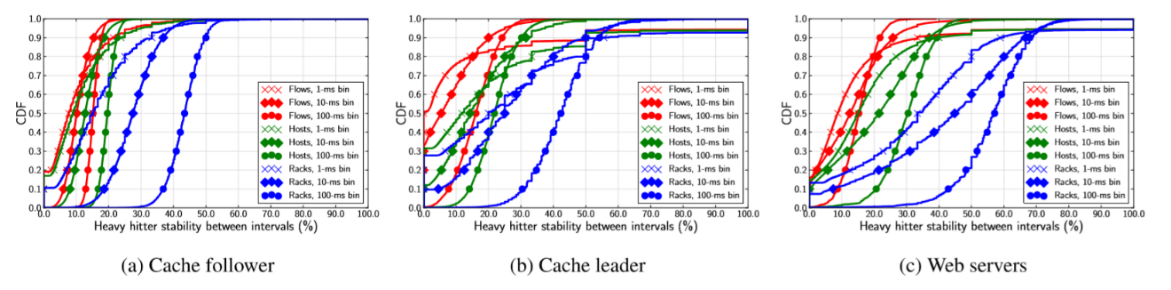 CDF
1.0
0.9
0.8
0.7
0.6
0.5
0.4
0.3
0.2
0.1
0.0
0.0 10.0 20.0 30.0 40.0 50.0 60.0 70.0 80.0 90.0 100.0
Heavy hitter stability between intervals (%)
Flows, 1-ms bin
Flows, 10-ms bin
Flows, 100-ms bin
Hosts, 1-ms bin
Hosts, 10-ms bin
Hosts, 100-ms bin
Racks, 1-ms bin
Racks, 10-ms bin
Racks, 100-ms bin
(a) Cache follower
CDF
1.0
0.9
0.8
0.7
0.6
0.5
0.4
0.3
0.2
0.1
0.0
0.0 10.0 20.0 30.0 40.0 50.0 60.0 70.0 80.0 90.0 100.0
Heavy hitter stability between intervals (%)
Flows, 1-ms bin
Flows, 10-ms bin
Flows, 100-ms bin
Hosts, 1-ms bin
Hosts, 10-ms bin
Hosts, 100-ms bin
Racks, 1-ms bin
Racks, 10-ms bin
Racks, 100-ms bin
(b) Cache leader
CDF
1.0
0.9
0.8
0.7
0.6
0.5
0.4
0.3
0.2
0.1
0.0
0.0 10.0 20.0 30.0 40.0 50.0 60.0 70.0 80.0 90.0 100.0
Heavy hitter stability between intervals (%)
Flows, 1-ms bin
Flows, 10-ms bin
Flows, 100-ms bin
Hosts, 1-ms bin
Hosts, 10-ms bin
Hosts, 100-ms bin
Racks, 1-ms bin
Racks, 10-ms bin
Racks, 100-ms bin
(c) Web servers